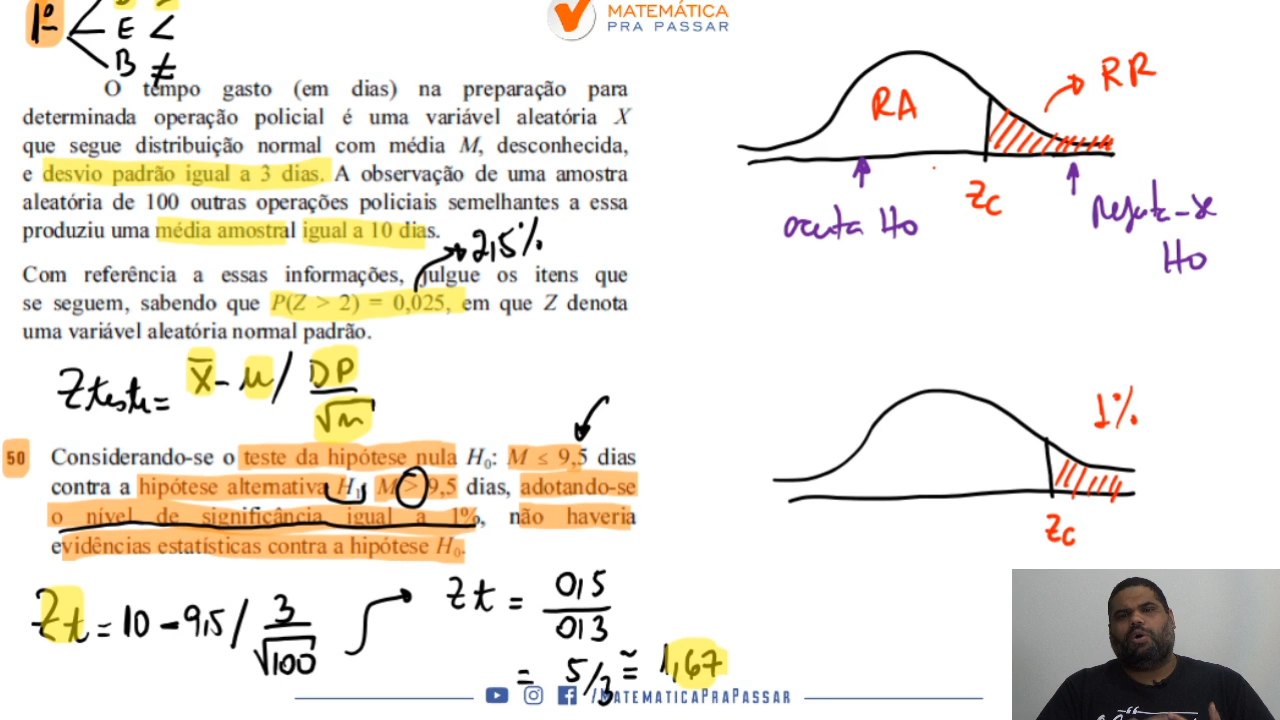 1º
E <
B ≠
MATEMÁTICA
PRA PASSAR
O tempo gasto (em dias) na preparação para
determinada operação policial é uma variável aleatória X
que segue distribuição normal com média M, desconhecida,
e desvio padrão igual a 3 dias. A observação de uma amostra
aleatória de 100 outras operações policiais semelhantes a essa
produziu uma média amostral igual a 10 dias.
2,5%
Com referência a essas informações, julgue os itens que
se seguem, sabendo que P(Z > 2) = 0,025, em que Z denota
uma variável aleatória normal padrão.
Zteste = X̄ - μ / DP
√n
50 Considerando-se o teste da hipótese nula H₀: M ≤ 9,5 dias
contra a hipótese alternativa H₁: M > 9,5 dias, adotando-se
o nível de significância igual a 1%, não haveria
evidências estatísticas contra a hipótese H₀.
Zt = 10 - 9,5 / 3
√100
Zt = 0,5
0,3
= 5/3 ≅ 1,67
RA
RR
Zc
aceita Ho
rejeita-se
Ho
1%
Zc
/MATEMATICAPRAPASSAR